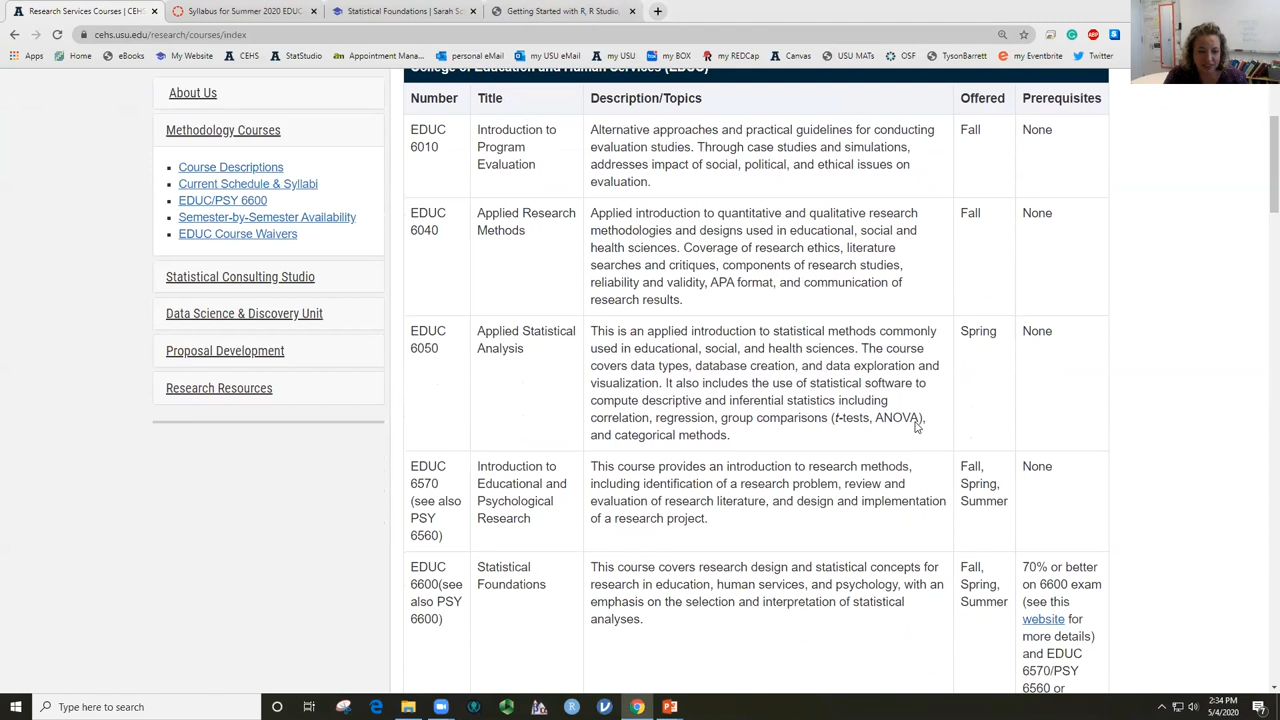 Research Services Courses | CEHS
Syllabus for Summer 2020 EDUC
Statistical Foundations | Sarah S
Getting Started with R, R Studio
cehs.usu.edu/research/courses/index
Apps
eBooks
My Website
CEHS
StatStudio
Appointment Mana...
personal eMail
my USU eMail
my USU
my BOX
my REDCap
Canvas
USU MATs
OSF
TysonBarrett
my Eventbrite
Twitter
About Us
Methodology Courses
Course Descriptions
Current Schedule & Syllabi
EDUC/PSY 6600
Semester-by-Semester Availability
EDUC Course Waivers
Statistical Consulting Studio
Data Science & Discovery Unit
Proposal Development
Research Resources
College of Education and Human Services (EDUC)
Number Title Description/Topics Offered Prerequisites
EDUC
6010
Introduction to
Program
Evaluation
Alternative approaches and practical guidelines for conducting
evaluation studies. Through case studies and simulations,
addresses impact of social, political, and ethical issues on
evaluation.
Fall
None
EDUC
6040
Applied Research
Methods
Applied introduction to quantitative and qualitative research
methodologies and designs used in educational, social and
health sciences. Coverage of research ethics, literature
searches and critiques, components of research studies,
reliability and validity, APA format, and communication of
research results.
Fall
None
EDUC
6050
Applied Statistical
Analysis
This is an applied introduction to statistical methods commonly
used in educational, social, and health sciences. The course
covers data types, database creation, and data exploration and
visualization. It also includes the use of statistical software to
compute descriptive and inferential statistics including
correlation, regression, group comparisons (t-tests, ANOVA),
and categorical methods.
Spring
None
EDUC
6570
(see also
PSY
6560)
Introduction to
Educational and
Psychological
Research
This course provides an introduction to research methods,
including identification of a research problem, review and
evaluation of research literature, and design and implementation
of a research project.
Fall,
Spring,
Summer
None
EDUC
6600(see
also PSY
6600)
Statistical
Foundations
This course covers research design and statistical concepts for
research in education, human services, and psychology, with an
emphasis on the selection and interpretation of statistical
analyses.
Fall,
Spring,
Summer
70% or better
on 6600 exam
(see this
website for
more details)
and EDUC
6570/PSY
6560 or
Type here to search
2:34 PM
5/4/2020